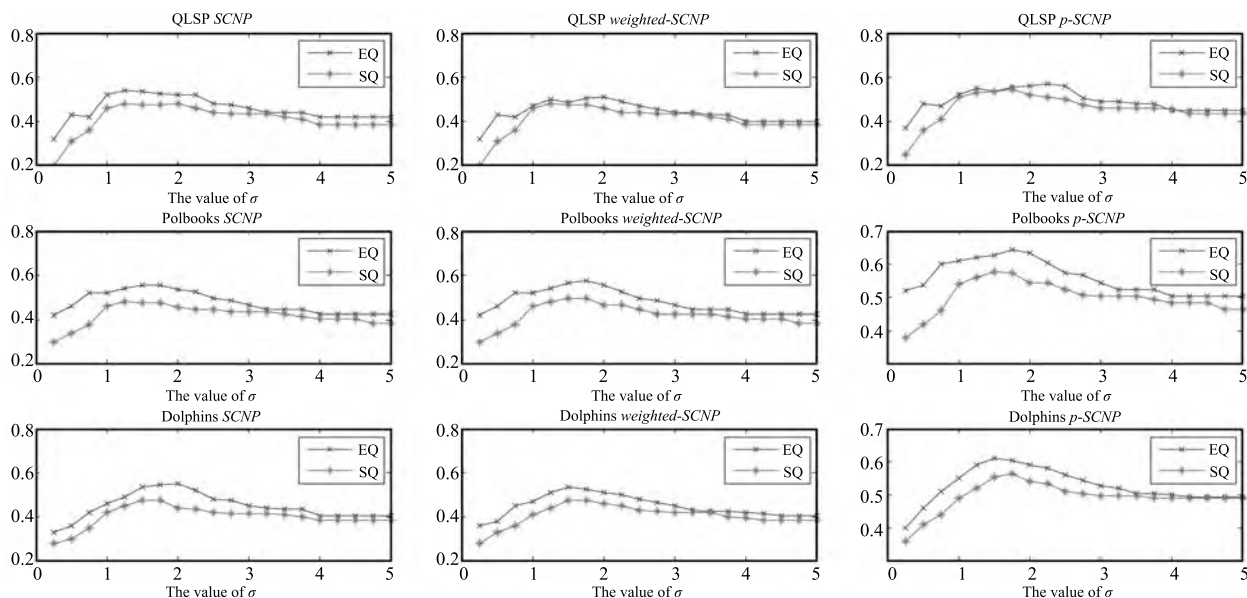 QLSP SCNP
0.8
0.6
0.4
0.2
EQ
SQ
0 1 2 3 4 5
The value of σ
QLSP weighted-SCNP
0.8
0.6
0.4
0.2
EQ
SQ
0 1 2 3 4 5
The value of σ
QLSP p-SCNP
0.8
0.6
0.4
0.2
EQ
SQ
0 1 2 3 4 5
The value of σ
Polbooks SCNP
0.8
0.6
0.4
0.2
EQ
SQ
0 1 2 3 4 5
The value of σ
Polbooks weighted-SCNP
0.8
0.6
0.4
0.2
EQ
SQ
0 1 2 3 4 5
The value of σ
Polbooks p-SCNP
0.7
0.6
0.5
0.4
EQ
SQ
0 1 2 3 4 5
The value of σ
Dolphins SCNP
0.8
0.6
0.4
0.2
EQ
SQ
0 1 2 3 4 5
The value of σ
Dolphins weighted-SCNP
0.8
0.6
0.4
0.2
EQ
SQ
0 1 2 3 4 5
The value of σ
Dolphins p-SCNP
0.7
0.6
0.5
0.4
EQ
SQ
0 1 2 3 4 5
The value of σ